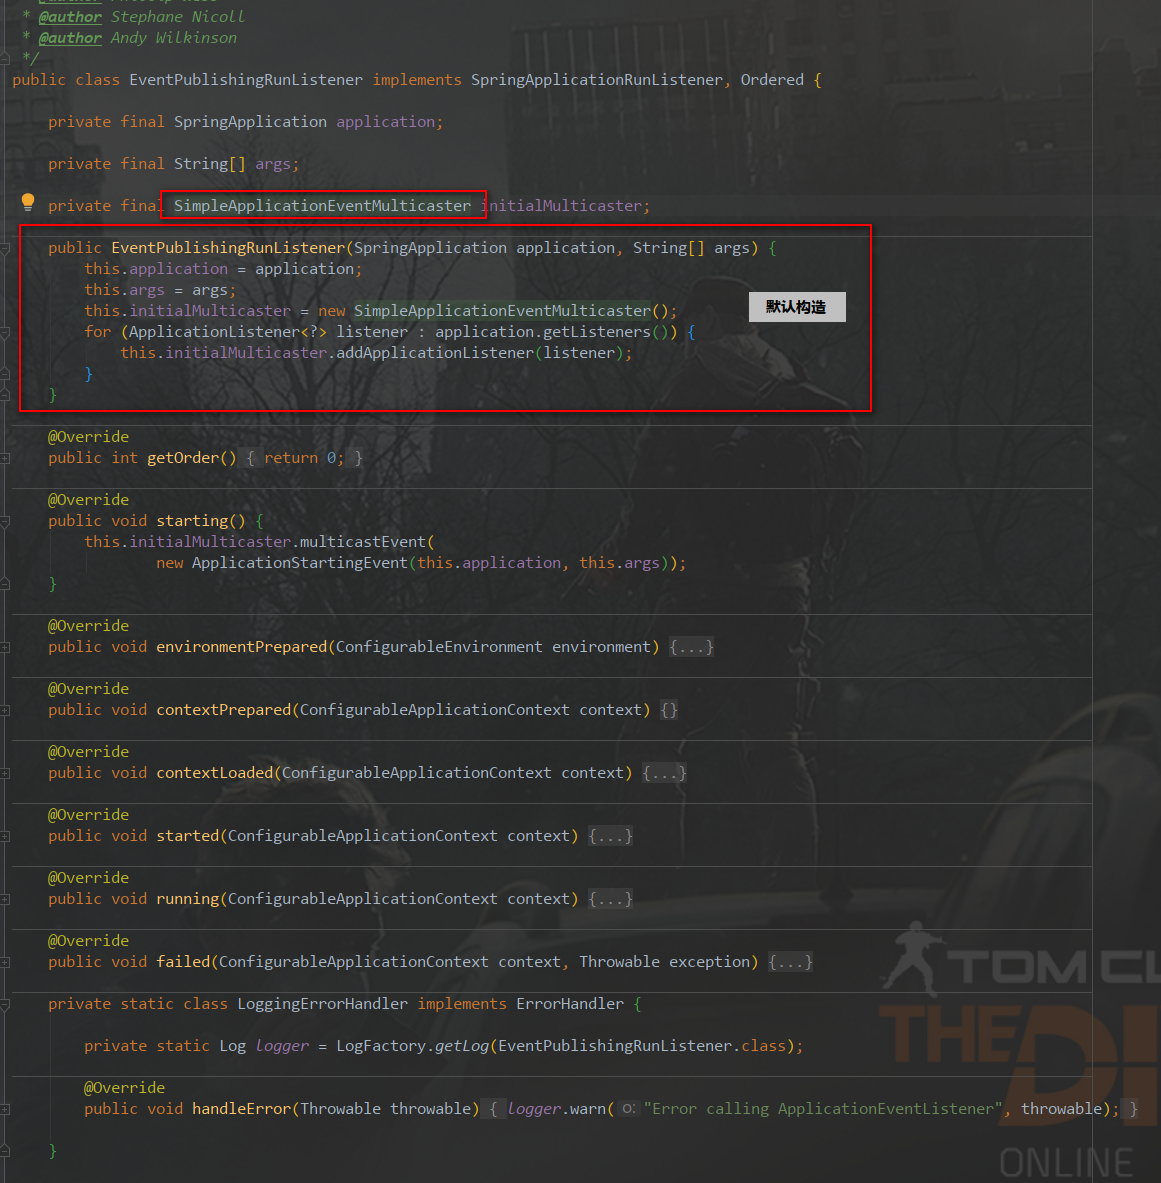 * @author Stephane Nicoll
* @author Andy Wilkinson
*/
public class EventPublishingRunListener implements SpringApplicationRunListener, Ordered {
private final SpringApplication application;
private final String[] args;
private final SimpleApplicationEventMulticaster initialMulticaster;
public EventPublishingRunListener(SpringApplication application, String[] args) {
this.application = application;
this.args = args;
this.initialMulticaster = new SimpleApplicationEventMulticaster();
默认构造
for (ApplicationListener<?> listener : application.getListeners()) {
this.initialMulticaster.addApplicationListener(listener);
}
}
@Override
public int getOrder() { return 0; }
@Override
public void starting() {
this.initialMulticaster.multicastEvent(
new ApplicationStartingEvent(this.application, this.args));
}
@Override
public void environmentPrepared(ConfigurableEnvironment environment) {...}
@Override
public void contextPrepared(ConfigurableApplicationContext context) {}
@Override
public void contextLoaded(ConfigurableApplicationContext context) {...}
@Override
public void started(ConfigurableApplicationContext context) {...}
@Override
public void running(ConfigurableApplicationContext context) {...}
@Override
public void failed(ConfigurableApplicationContext context, Throwable exception) {...}
private static class LoggingErrorHandler implements ErrorHandler {
private static Log logger = LogFactory.getLog(EventPublishingRunListener.class);
@Override
public void handleError(Throwable throwable) { logger.warn( o: "Error calling ApplicationEventListener", throwable); }
}
TOM CL
THE DI
ONLINE